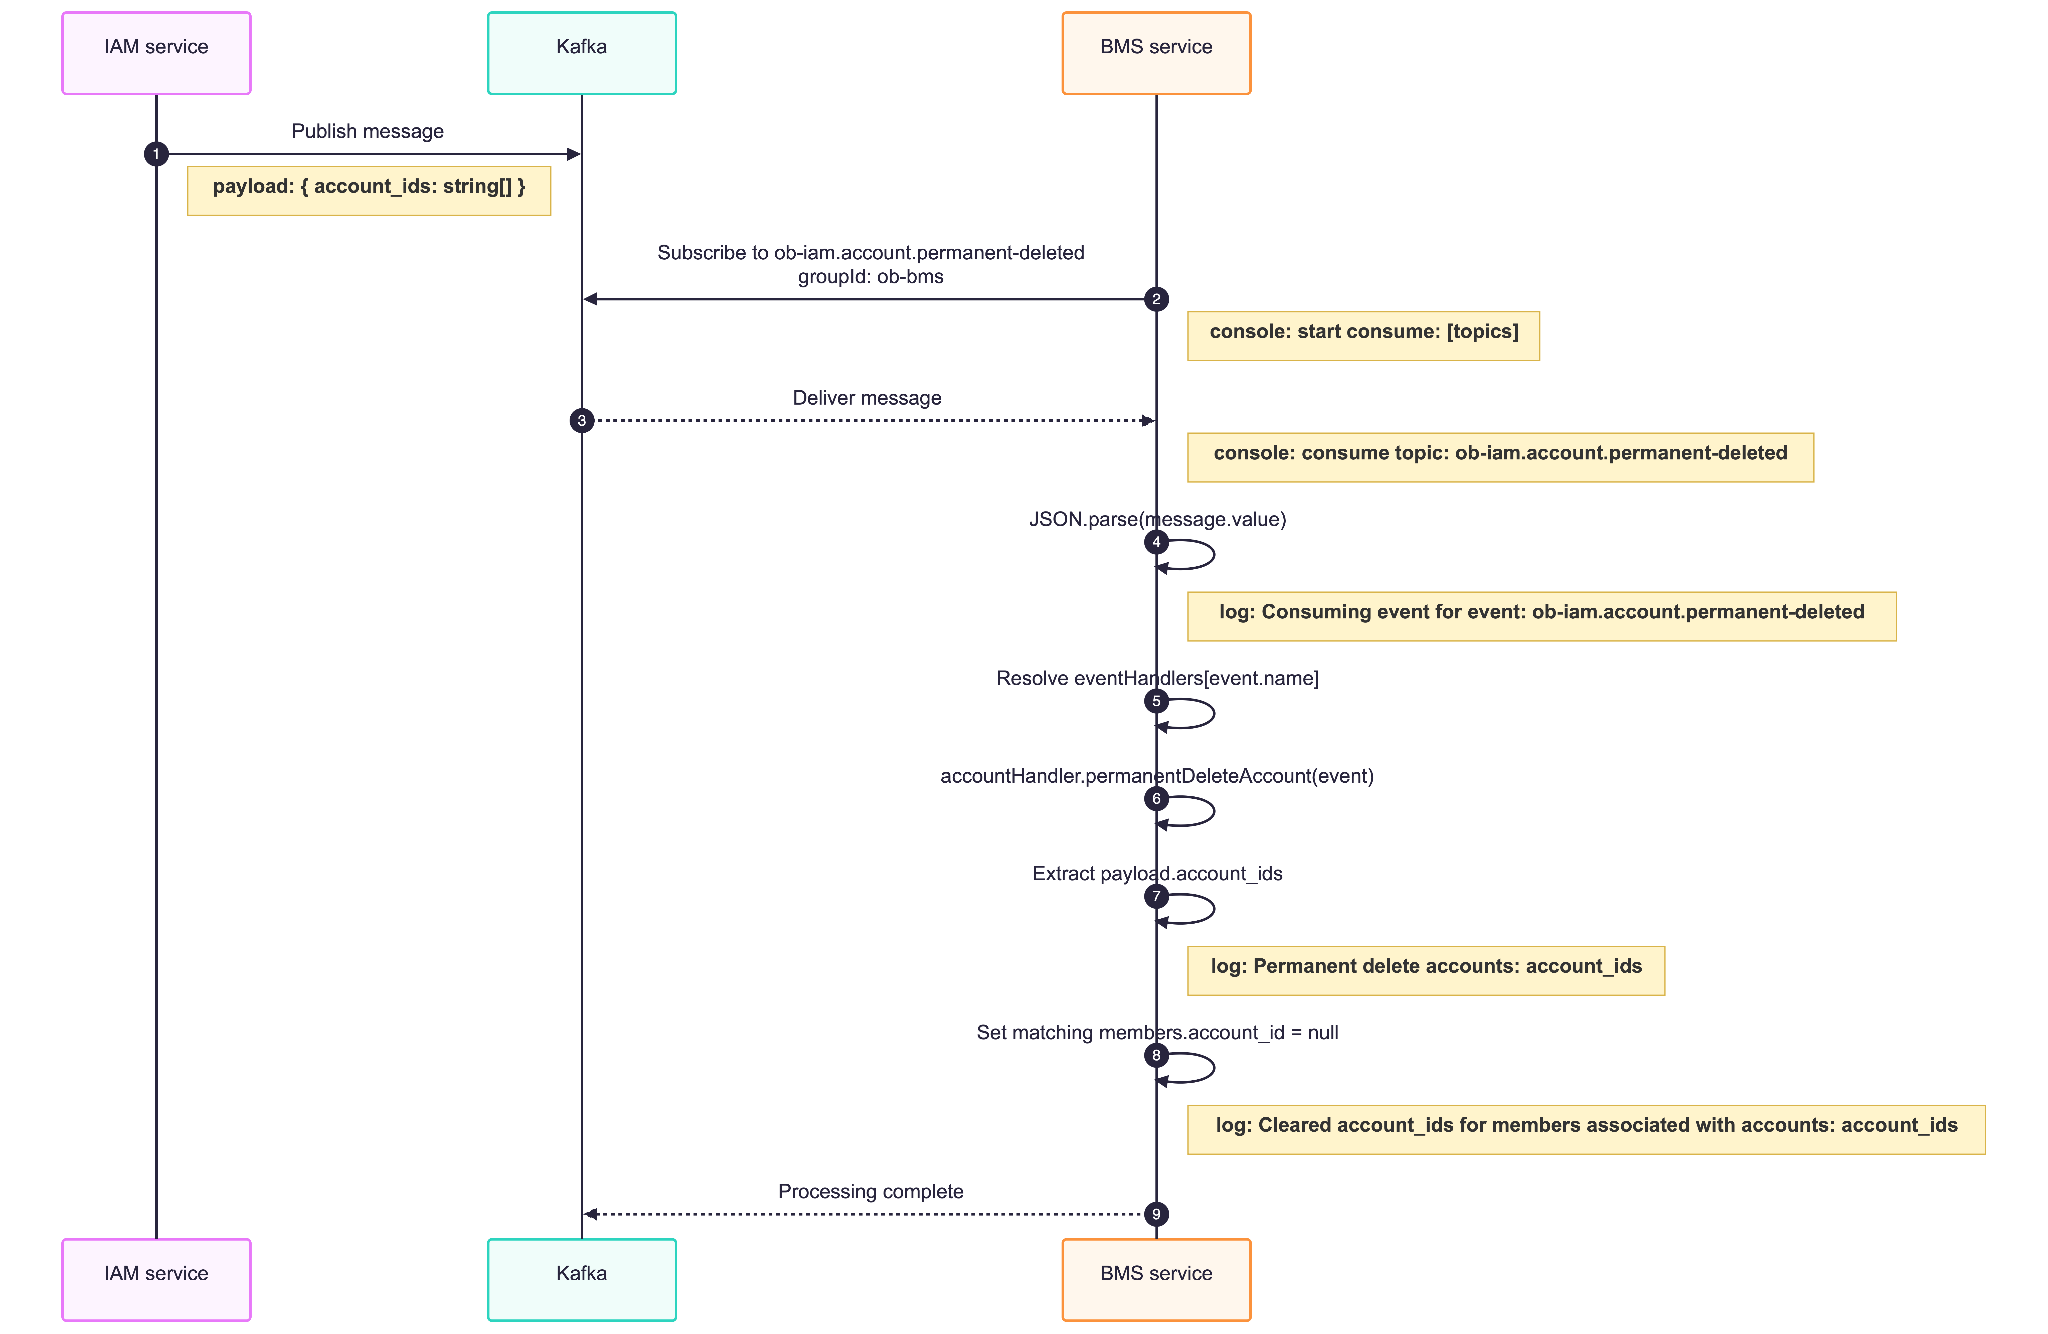 IAM service
Kafka
BMS service
Publish message
1
payload: { account_ids: string[] }
Subscribe to ob-iam.account.permanent-deleted
groupId: ob-bms
2
console: start consume: [topics]
Deliver message
3
console: consume topic: ob-iam.account.permanent-deleted
JSON.parse(message.value)
4
log: Consuming event for event: ob-iam.account.permanent-deleted
Resolve eventHandlers[event.name]
5
accountHandler.permanentDeleteAccount(event)
6
Extract payload.account_ids
7
log: Permanent delete accounts: account_ids
Set matching members.account_id = null
8
log: Cleared account_ids for members associated with accounts: account_ids
Processing complete
9
IAM service
Kafka
BMS service